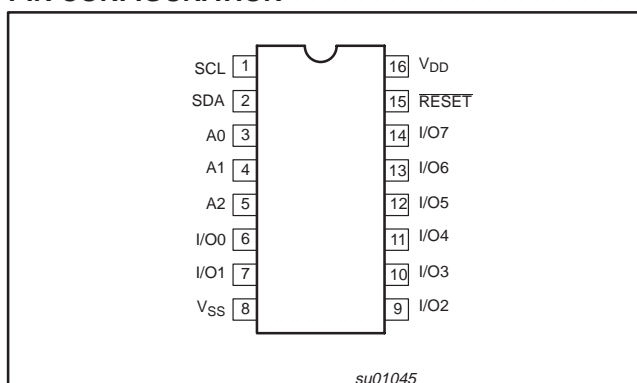 SCL 1 16 VDD
SDA 2 15 RESET
A0 3 14 I/O7
A1 4 13 I/O6
A2 5 12 I/O5
I/O0 6 11 I/O4
I/O1 7 10 I/O3
VSS 8 9 I/O2
su01045